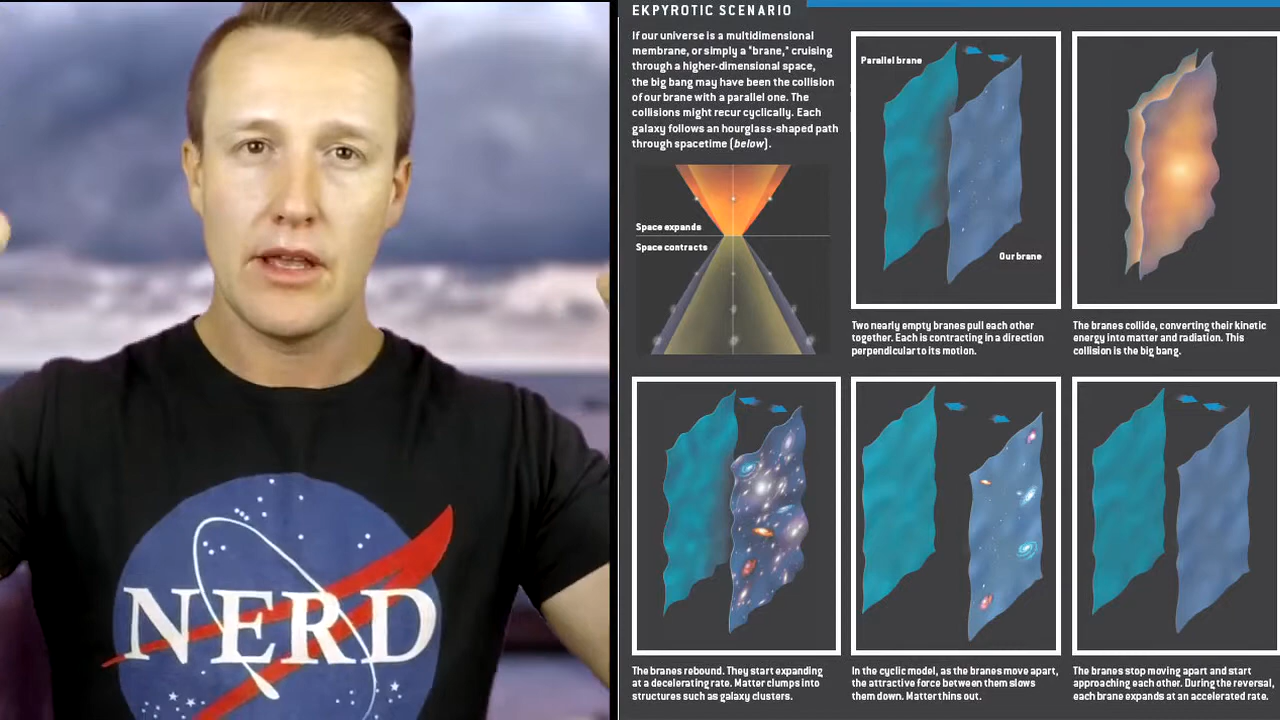 EKPYROTIC SCENARIO
If our universe is a multidimensional
membrane, or simply a "brane," cruising
through a higher-dimensional space,
the big bang may have been the collision
of our brane with a parallel one. The
collisions might recur cyclically. Each
galaxy follows an hourglass-shaped path
through spacetime (below).
Space expands
Space contracts
Parallel brane
Our brane
Two nearly empty branes pull each other
together. Each is contracting in a direction
perpendicular to its motion.
The branes collide, converting their kinetic
energy into matter and radiation. This
collision is the big bang.
The branes rebound. They start expanding
at a decelerating rate. Matter clumps into
structures such as galaxy clusters.
In the cyclic model, as the branes move apart,
the attractive force between them slows
them down. Matter thins out.
The branes stop moving apart and start
approaching each other. During the reversal,
each brane expands at an accelerated rate.
NERD